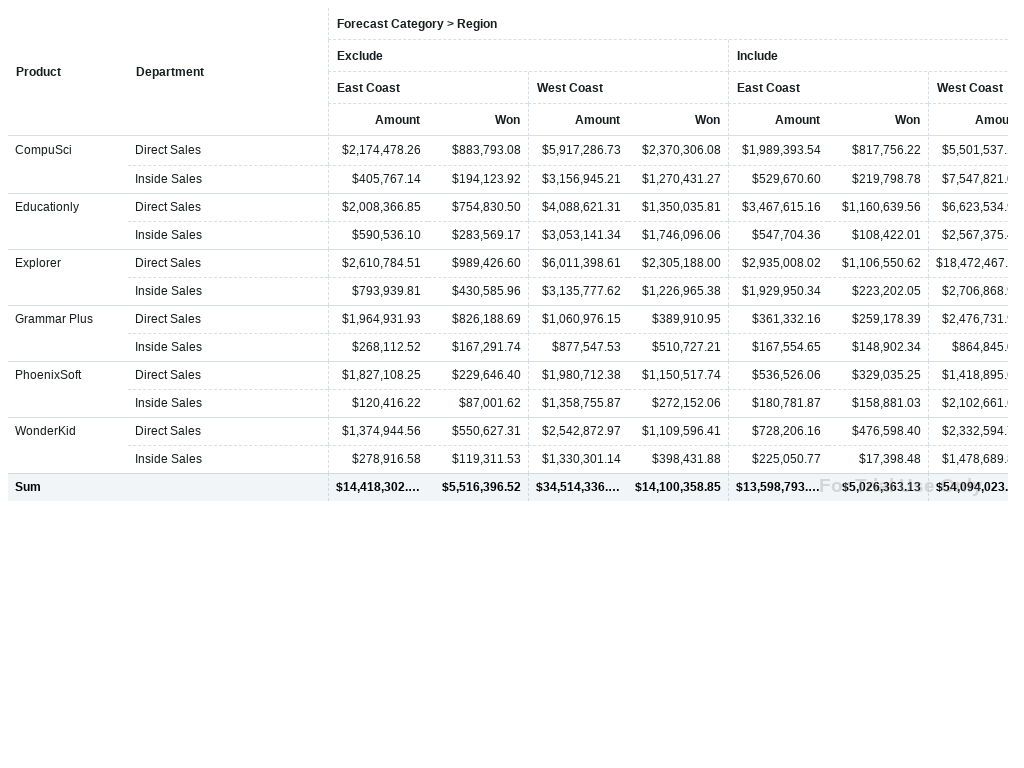 Forecast Category > Region
Exclude Include
Product Department East Coast West Coast East Coast West Coast
Amount Won Amount Won Amount Won Amou
CompuSci Direct Sales $2,174,478.26 $883,793.08 $5,917,286.73 $2,370,306.08 $1,989,393.54 $817,756.22 $5,501,537.
Inside Sales $405,767.14 $194,123.92 $3,156,945.21 $1,270,431.27 $529,670.60 $219,798.78 $7,547,821.
Educationly Direct Sales $2,008,366.85 $754,830.50 $4,088,621.31 $1,350,035.81 $3,467,615.16 $1,160,639.56 $6,623,534.
Inside Sales $590,536.10 $283,569.17 $3,053,141.34 $1,746,096.06 $547,704.36 $108,422.01 $2,567,375.
Explorer Direct Sales $2,610,784.51 $989,426.60 $6,011,398.61 $2,305,188.00 $2,935,008.02 $1,106,550.62 $18,472,467.
Inside Sales $793,939.81 $430,585.96 $3,135,777.62 $1,226,965.38 $1,929,950.34 $223,202.05 $2,706,868.
Grammar Plus Direct Sales $1,964,931.93 $826,188.69 $1,060,976.15 $389,910.95 $361,332.16 $259,178.39 $2,476,731.
Inside Sales $268,112.52 $167,291.74 $877,547.53 $510,727.21 $167,554.65 $148,902.34 $864,845.
PhoenixSoft Direct Sales $1,827,108.25 $229,646.40 $1,980,712.38 $1,150,517.74 $536,526.06 $329,035.25 $1,418,895.
Inside Sales $120,416.22 $87,001.62 $1,358,755.87 $272,152.06 $180,781.87 $158,881.03 $2,102,661.
WonderKid Direct Sales $1,374,944.56 $550,627.31 $2,542,872.97 $1,109,596.41 $728,206.16 $476,598.40 $2,332,594.
Inside Sales $278,916.58 $119,311.53 $1,330,301.14 $398,431.88 $225,050.77 $17,398.48 $1,478,689.
Sum $14,418,302.... $5,516,396.52 $34,514,336.... $14,100,358.85 $13,598,793.... $5,026,363.13 $54,094,023.
For Trial Use Only